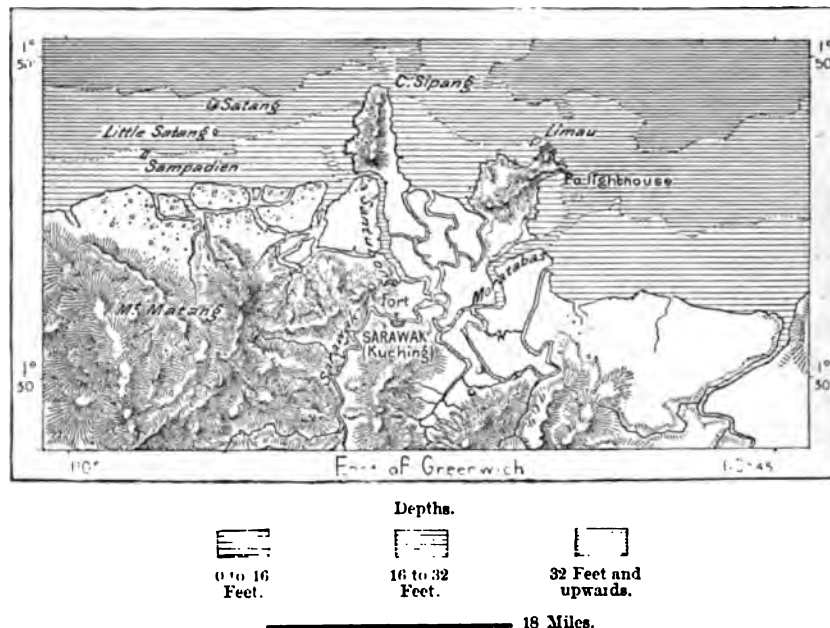 1°
50'
1°
50'
C. Sipang
Satang
Little Satang
Limau
Sampadien
Po. lighthouse
Santubong
Moratabas
Mt. Matang
Fort
SARAWAK
(Kuching)
1°
30'
1°
30'
110°
East of Greenwich
Depths.
0 to 16
Feet.
16 to 32
Feet.
32 Feet and
upwards.
18 Miles.